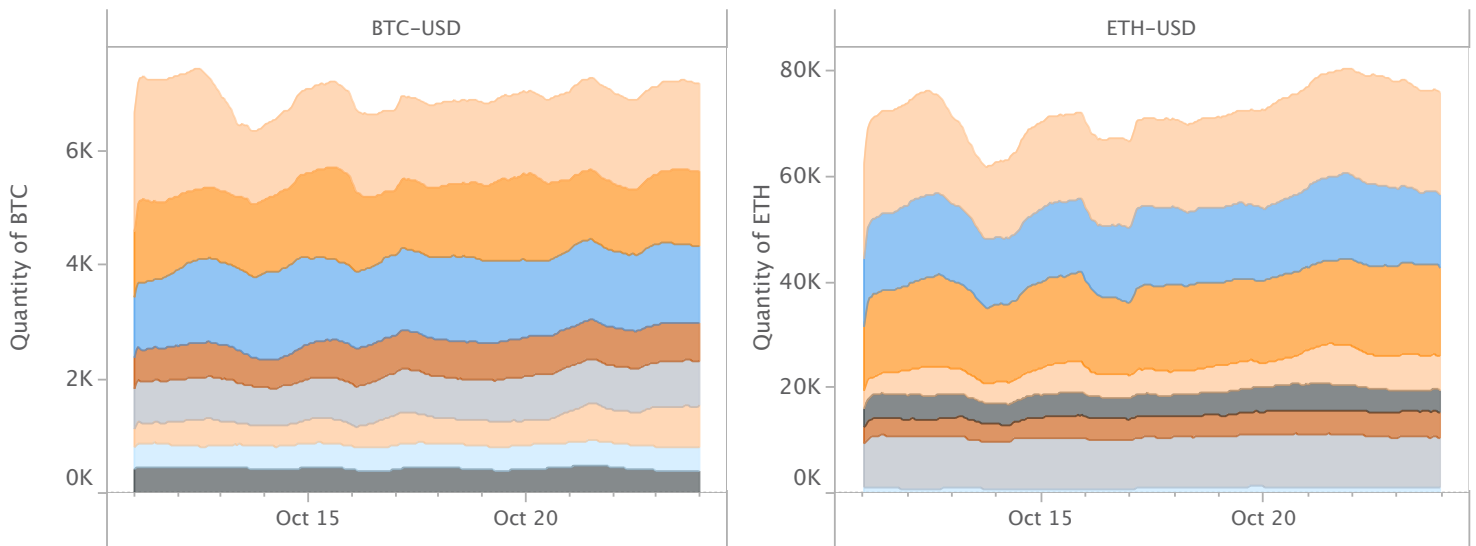 BTC-USD
Quantity of BTC
6K
4K
2K
0K
Oct 15
Oct 20
ETH-USD
Quantity of ETH
80K
60K
40K
20K
0K
Oct 15
Oct 20